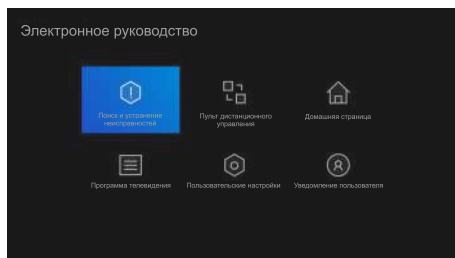 Электронное руководство
Поиск и устранение
неисправностей
Пульт дистанционного
управления
Домашняя страница
Программа телевидения
Пользовательские настройки
Уведомление пользователя